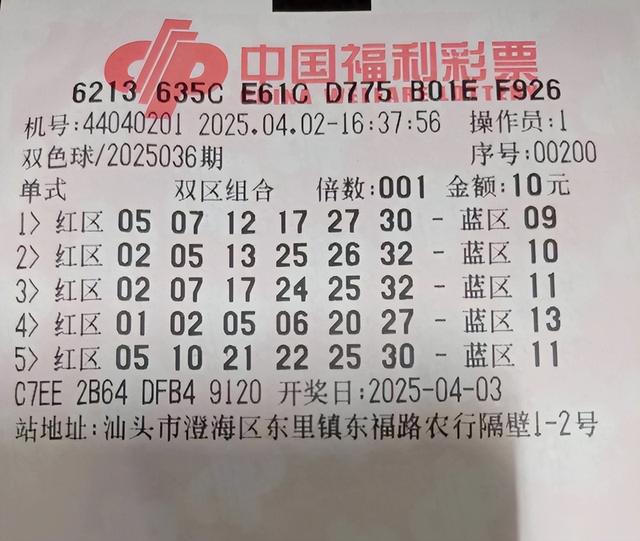 中国福利彩票
CHINA WELFARE LOTTERY
6213 635C E61C D775 B01E F926
机号:44040201 2025.04.02-16:37:56 操作员:1
双色球/2025036期 序号:00200
单式 双区组合 倍数:001 金额:10元
1> 红区 05 07 12 17 27 30 - 蓝区 09
2> 红区 02 05 13 25 26 32 - 蓝区 10
3> 红区 02 07 17 24 25 32 - 蓝区 11
4> 红区 01 02 05 06 20 27 - 蓝区 13
5> 红区 05 10 21 22 25 30 - 蓝区 11
C7EE 2B64 DFB4 9120 开奖日:2025-04-03
站地址:汕头市澄海区东里镇东福路农行隔壁1-2号